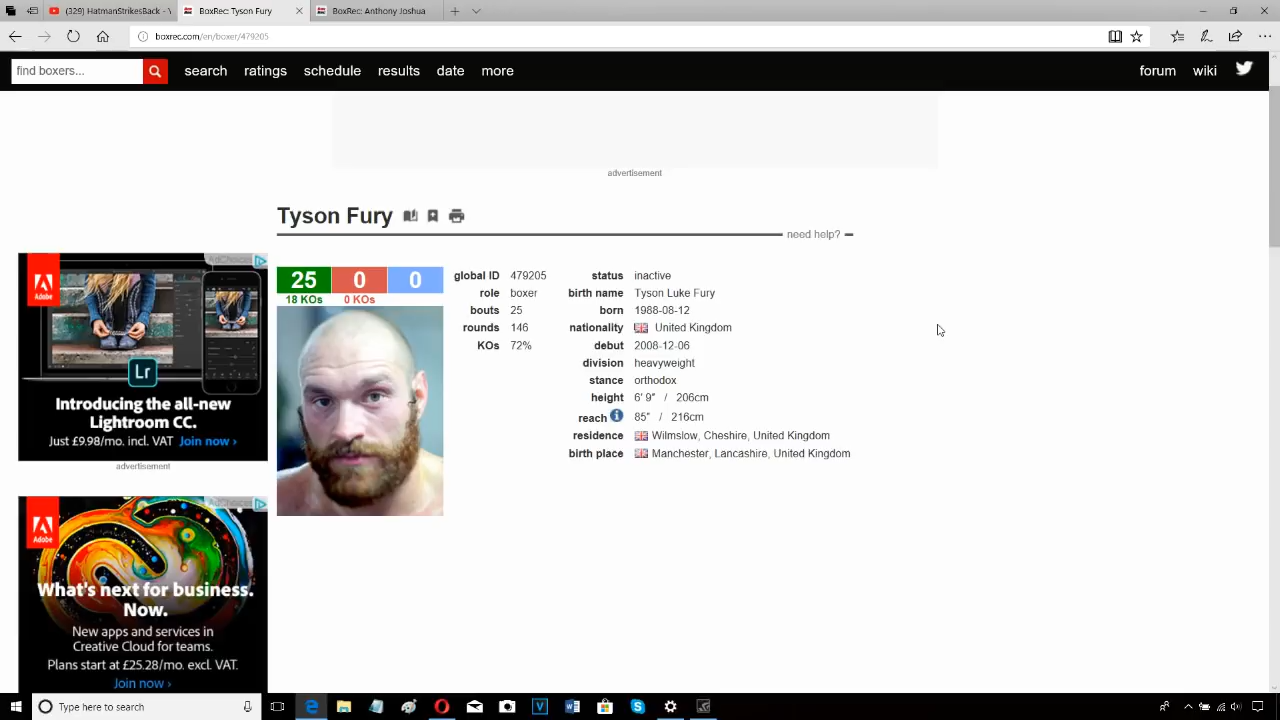 (329) HatmanStack
BoxRec: Tyson Fury
BoxRec: Anthony Joshua
boxrec.com/en/boxer/479205
find boxers...
search
ratings
schedule
results
date
more
forum
wiki
advertisement
Tyson Fury
need help?
25 0 0
18 KOs 0 KOs
global ID 479205
role boxer
bouts 25
rounds 146
KOs 72%
status inactive
birth name Tyson Luke Fury
born 1988-08-12
nationality United Kingdom
debut 2008-12-06
division heavyweight
stance orthodox
height 6′ 9″ / 206cm
reach 85″ / 216cm
residence Wilmslow, Cheshire, United Kingdom
birth place Manchester, Lancashire, United Kingdom
AdChoices
Adobe
Lr
Introducing the all-new
Lightroom CC.
Just £9.98/mo. incl. VAT Join now ›
advertisement
AdChoices
Adobe
What's next for business.
Now.
New apps and services in
Creative Cloud for teams.
Plans start at £25.28/mo. excl. VAT.
Join now ›
Type here to search